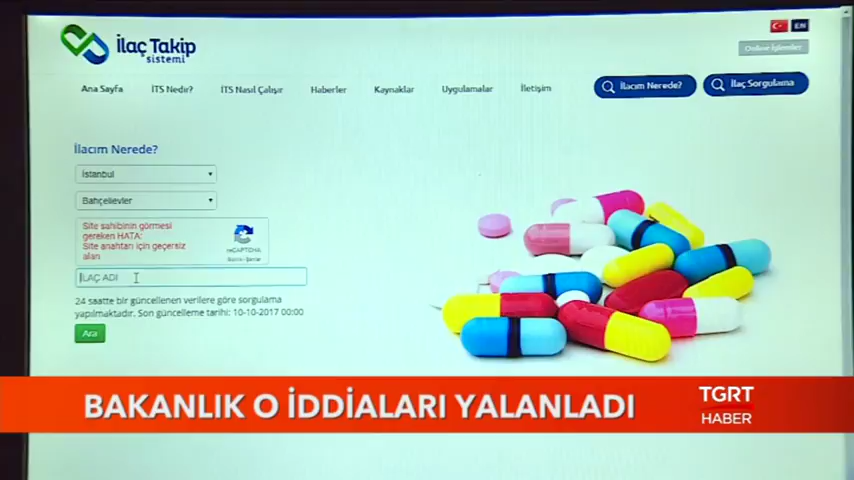 İlaç Takip
sistemi
EN
Online İşlemler
Ana Sayfa
İTS Nedir?
İTS Nasıl Çalışır
Haberler
Kaynaklar
Uygulamalar
İletişim
İlacım Nerede?
İlaç Sorgulama
İlacım Nerede?
İstanbul
Bahçelievler
Site sahibinin görmesi
gereken HATA:
Site anahtarı için geçersiz
alan
reCAPTCHA
Gizlilik - Şartlar
İLAÇ ADI
24 saatte bir güncellenen verilere göre sorgulama
yapılmaktadır. Son güncelleme tarihi: 10-10-2017 00:00
Ara
BAKANLIK O İDDİALARI YALANLADI
TGRT
HABER